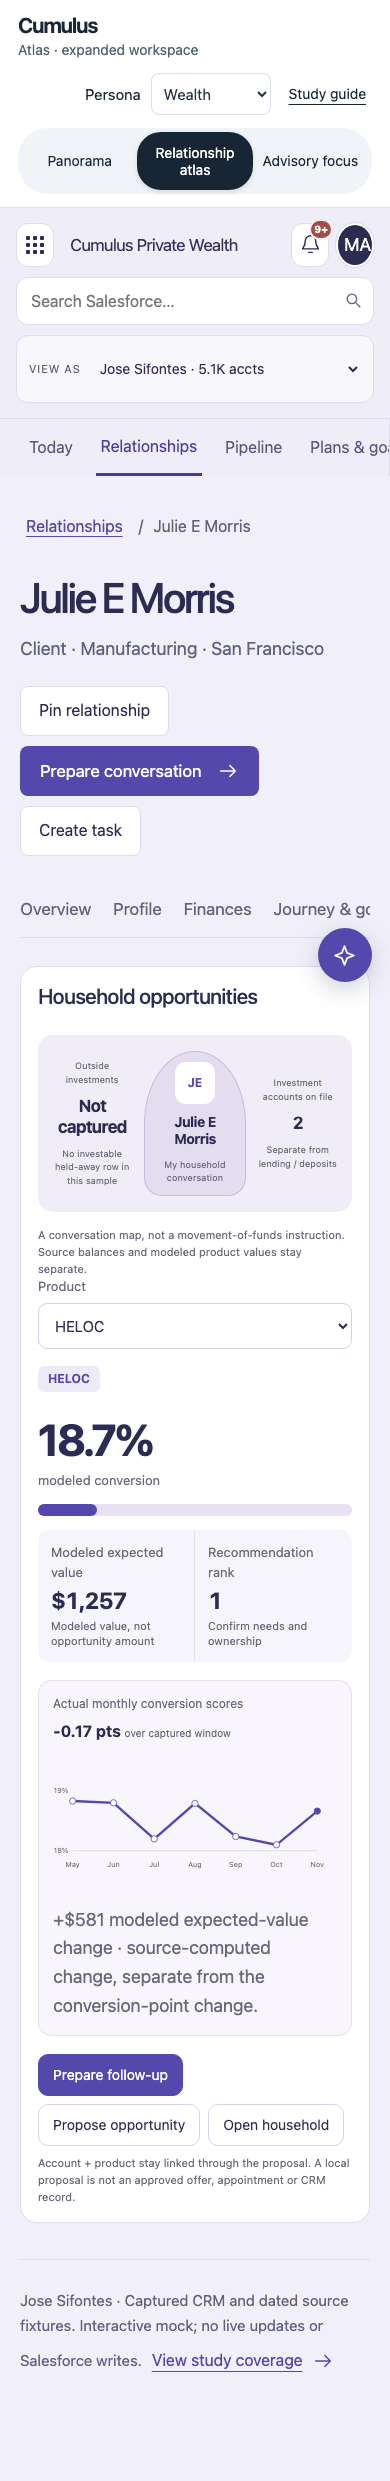 Cumulus
Atlas · expanded workspace
Persona
Wealth
Study guide
Panorama
Relationship
atlas
Advisory focus
Cumulus Private Wealth
9+
MA
Search Salesforce...
VIEW AS
Jose Sifontes · 5.1K accts
Today
Relationships
Pipeline
Plans & goa
Relationships / Julie E Morris
Julie E Morris
Client · Manufacturing · San Francisco
Pin relationship
Prepare conversation →
Create task
Overview
Profile
Finances
Journey & go
Household opportunities
Outside
investments
Not
captured
No investable
held-away row in
this sample
JE
Julie E
Morris
My household
conversation
Investment
accounts on file
2
Separate from
lending / deposits
A conversation map, not a movement-of-funds instruction.
Source balances and modeled product values stay
separate.
Product
HELOC
HELOC
18.7%
modeled conversion
Modeled expected
value
$1,257
Modeled value, not
opportunity amount
Recommendation
rank
1
Confirm needs and
ownership
Actual monthly conversion scores
-0.17 pts over captured window
19%
18%
May Jun Jul Aug Sep Oct Nov
+$581 modeled expected-value
change · source-computed
change, separate from the
conversion-point change.
Prepare follow-up
Propose opportunity
Open household
Account + product stay linked through the proposal. A local
proposal is not an approved offer, appointment or CRM
record.
Jose Sifontes · Captured CRM and dated source
fixtures. Interactive mock; no live updates or
Salesforce writes. View study coverage →